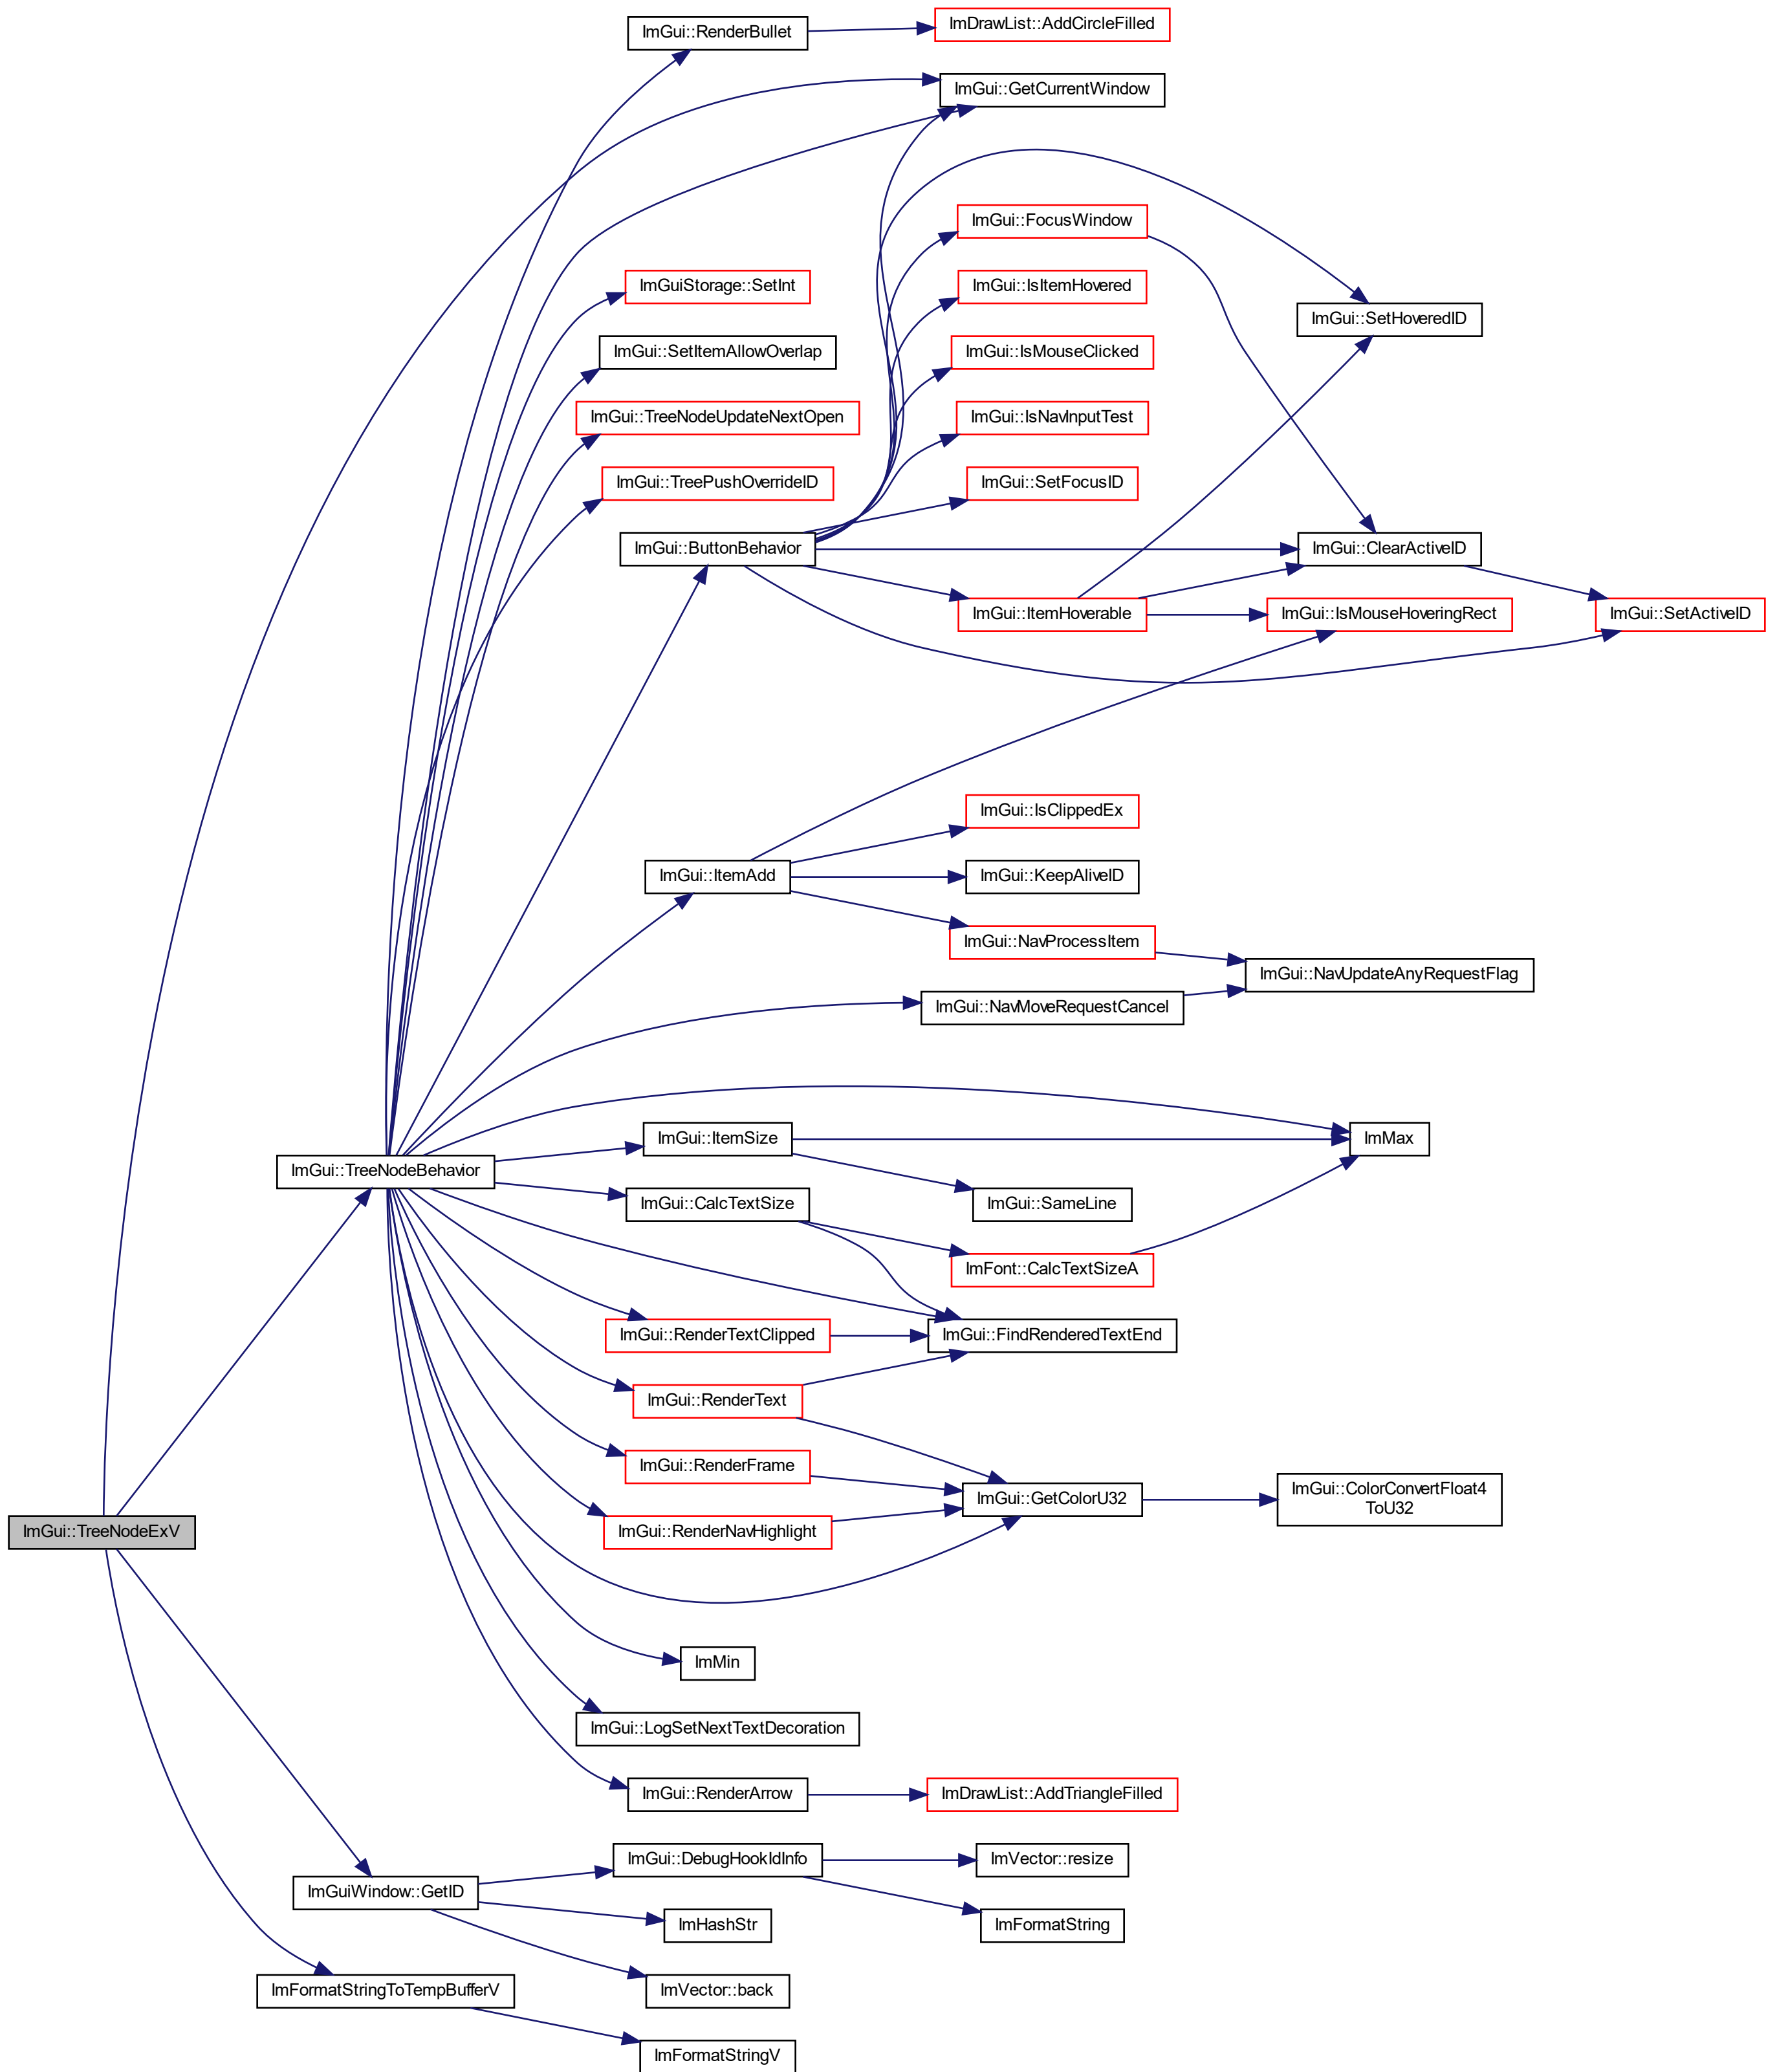 ImGui::RenderBullet
ImDrawList::AddCircleFilled
ImGui::GetCurrentWindow
ImGui::FocusWindow
ImGuiStorage::SetInt
ImGui::IsItemHovered
ImGui::SetHoveredID
ImGui::SetItemAllowOverlap
ImGui::IsMouseClicked
ImGui::TreeNodeUpdateNextOpen
ImGui::IsNavInputTest
ImGui::TreePushOverrideID
ImGui::SetFocusID
ImGui::ButtonBehavior
ImGui::ClearActiveID
ImGui::ItemHoverable
ImGui::IsMouseHoveringRect
ImGui::SetActiveID
ImGui::IsClippedEx
ImGui::ItemAdd
ImGui::KeepAliveID
ImGui::NavProcessItem
ImGui::NavUpdateAnyRequestFlag
ImGui::NavMoveRequestCancel
ImGui::ItemSize
ImMax
ImGui::TreeNodeBehavior
ImGui::CalcTextSize
ImGui::SameLine
ImFont::CalcTextSizeA
ImGui::RenderTextClipped
ImGui::FindRenderedTextEnd
ImGui::RenderText
ImGui::RenderFrame
ImGui::GetColorU32
ImGui::ColorConvertFloat4
ToU32
ImGui::TreeNodeExV
ImGui::RenderNavHighlight
ImMin
ImGui::LogSetNextTextDecoration
ImGui::RenderArrow
ImDrawList::AddTriangleFilled
ImGui::DebugHookIdInfo
ImVector::resize
ImGuiWindow::GetID
ImHashStr
ImFormatString
ImFormatStringToTempBufferV
ImVector::back
ImFormatStringV